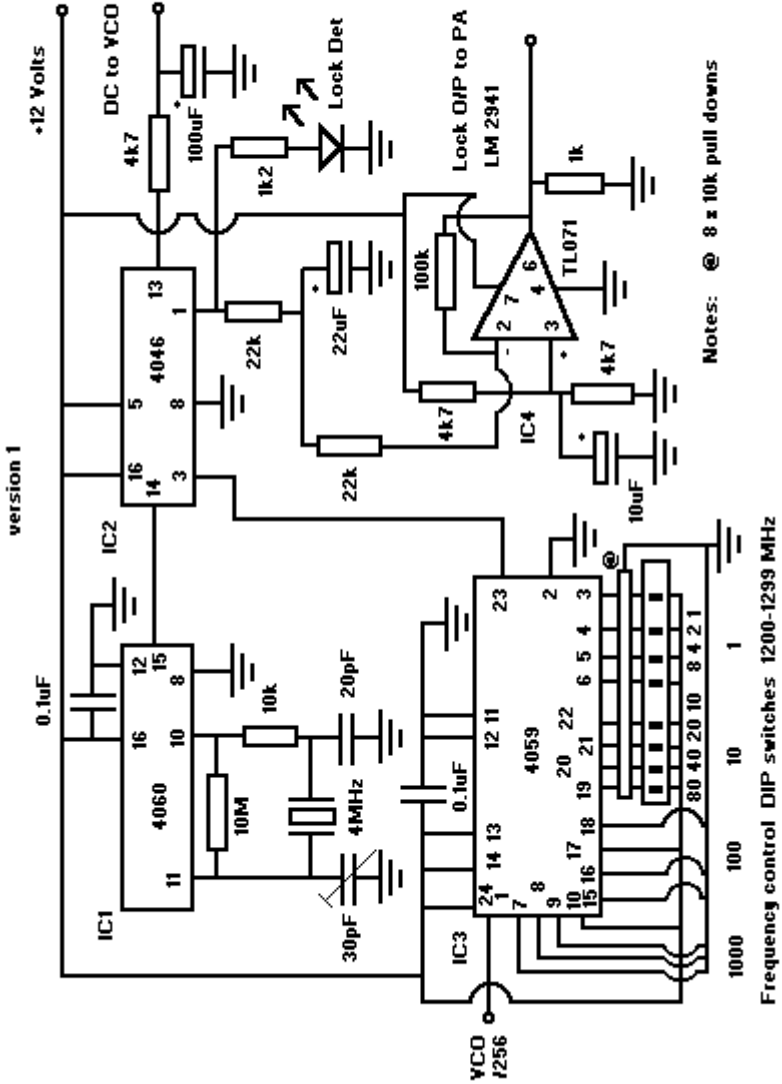 version 1
+12 Volts
0.1uF
DC to VCO
IC1
12
16
IC2
16
5
4k7
4060
15
14
4046
13
100uF
11
10
8
3
8
1
10M
10k
22k
1k2
Lock Det
4MHz
22uF
30pF
20pF
22k
100k
4k7
Lock O/P to PA
LM 2941
0.1uF
IC3
IC4
VCO
/256
24
14
13
12
11
23
2
7
6
1
3
4
TL071
7
4059
2
1k
8
9
20
22
4k7
10
17
10uF
15
16
18
19
21
6
5
4
3
@
80
40
20
10
8
4
2
1
Notes: @ 8 x 10k pull downs
1000
100
10
1
Frequency control DIP switches 1200-1299 MHz